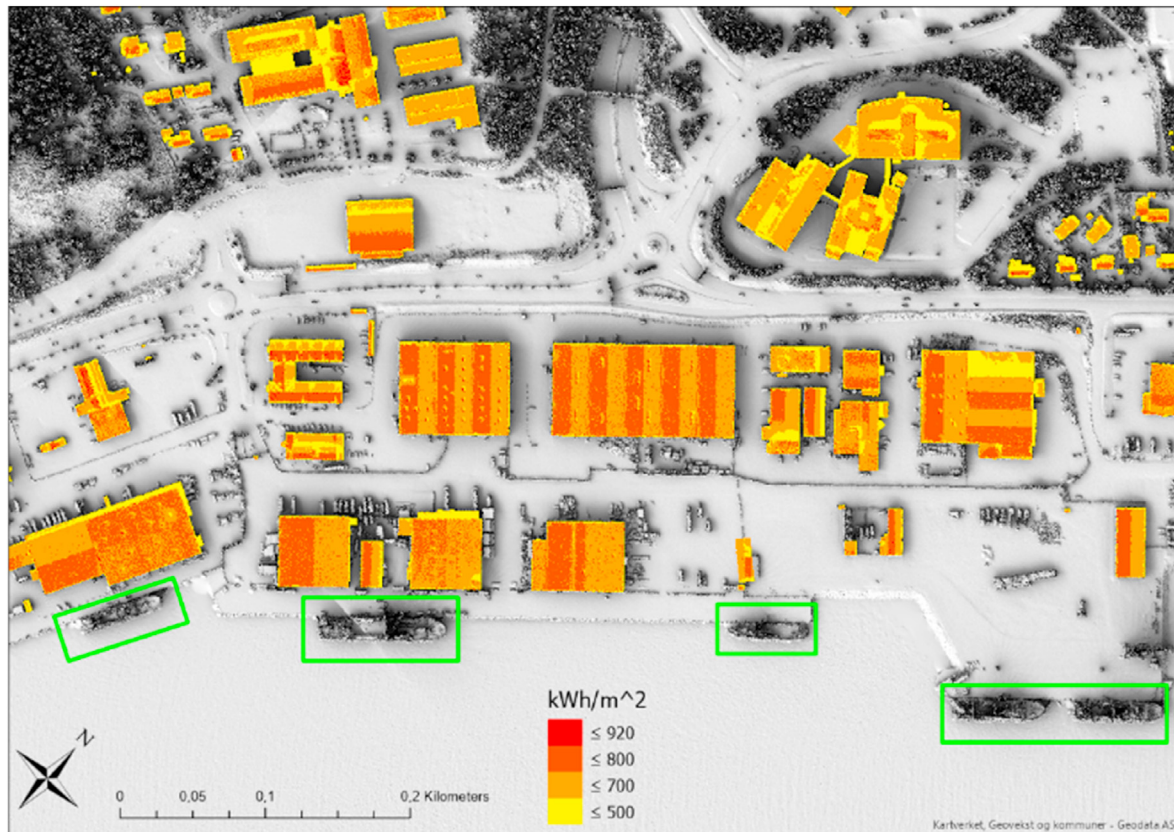 kWh/m^2
≤ 920
≤ 800
≤ 700
≤ 500
N
0 0,05 0,1 0,2 Kilometers
Kartverket, Geovekst og kommuner - Geodata AS